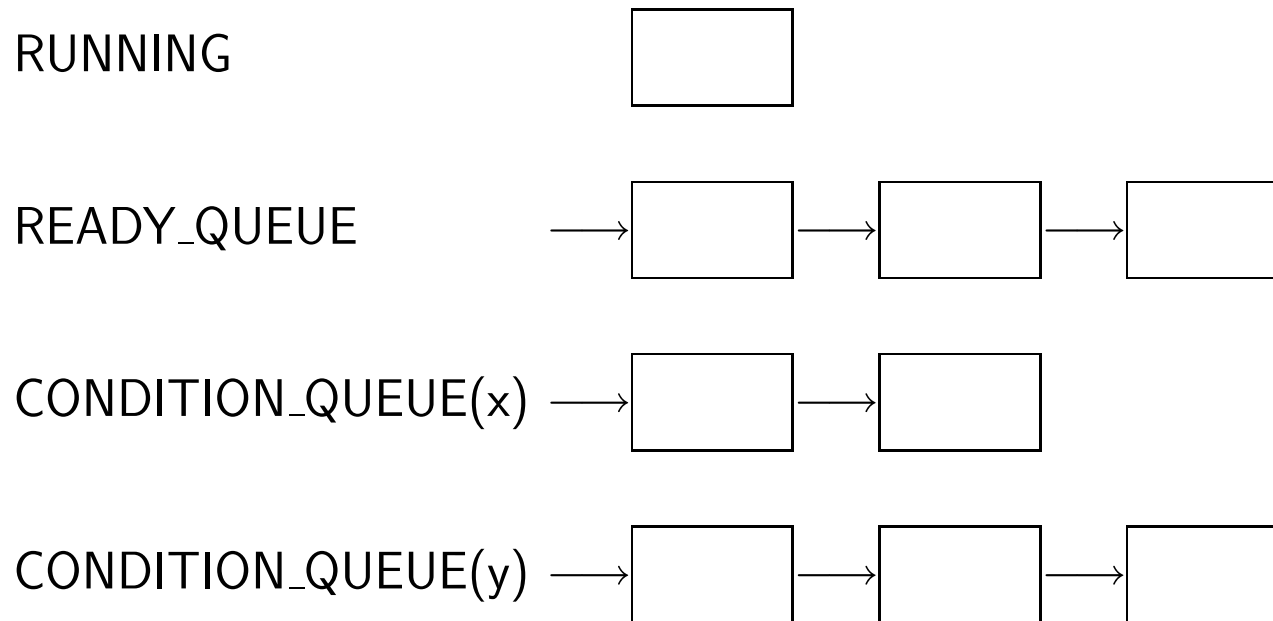 RUNNING
READY_QUEUE
CONDITION_QUEUE(x)
CONDITION_QUEUE(y)